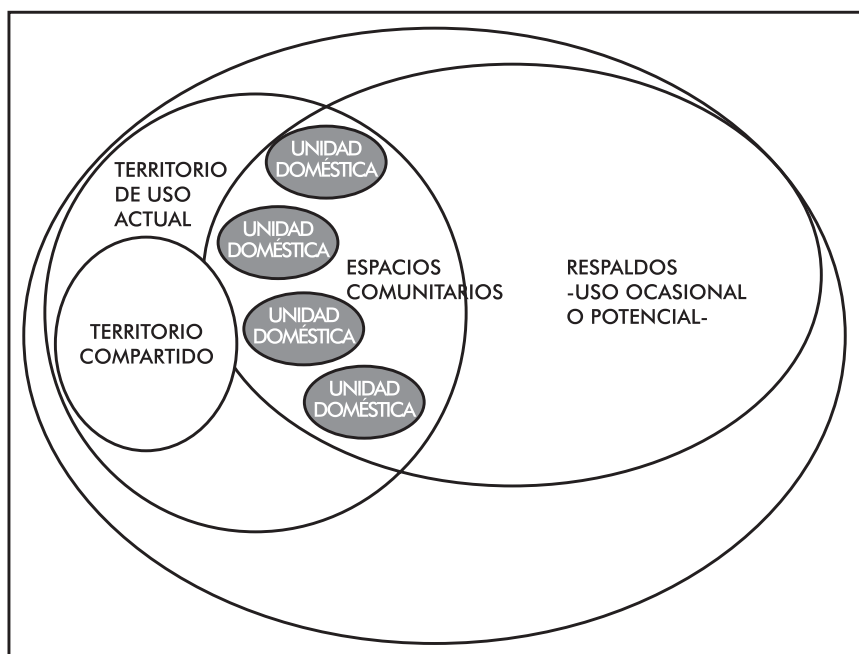 TERRITORIO
DE USO
ACTUAL
UNIDAD
DOMÉSTICA
UNIDAD
DOMÉSTICA
ESPACIOS
COMUNITARIOS
RESPALDOS
-USO OCASIONAL
O POTENCIAL-
TERRITORIO
COMPARTIDO
UNIDAD
DOMÉSTICA
UNIDAD
DOMÉSTICA